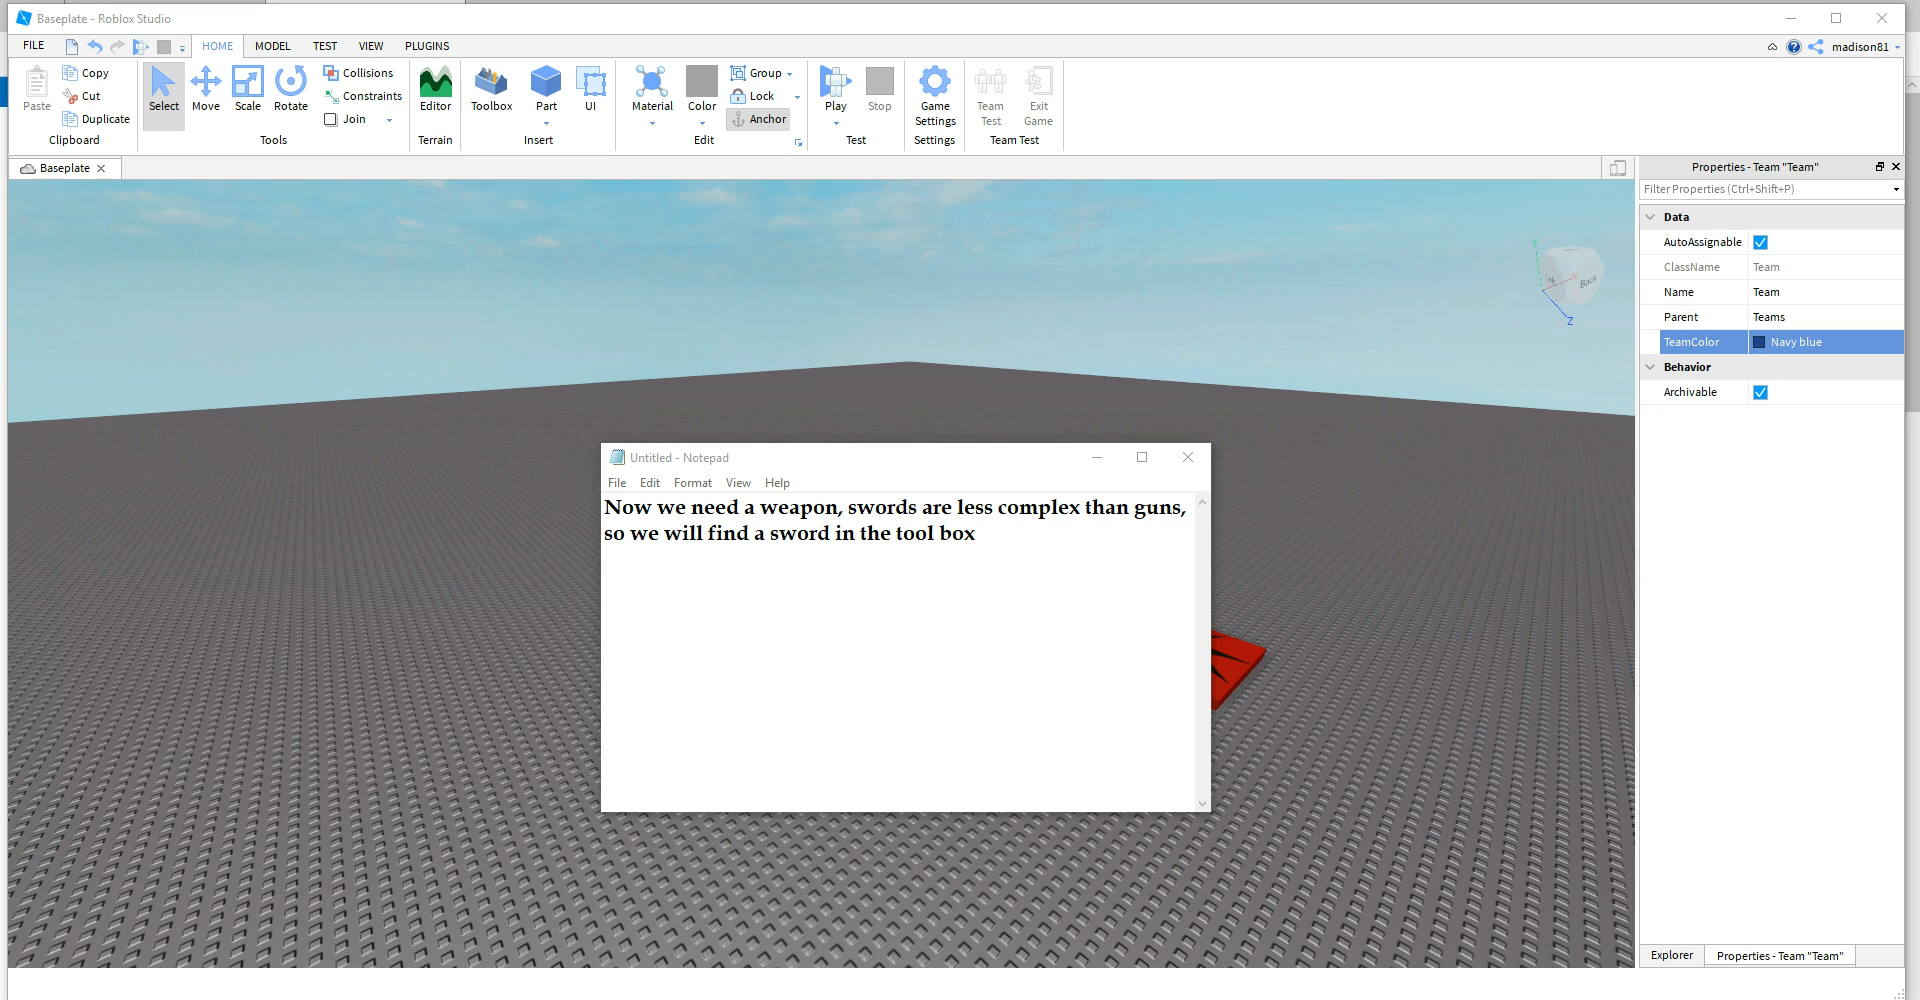 Baseplate - Roblox Studio
FILE HOME MODEL TEST VIEW PLUGINS madison81
Paste Copy Cut Duplicate
Clipboard
Select Move Scale Rotate Collisions Constraints Join
Tools
Editor
Terrain
Toolbox Part UI
Insert
Material Color Group Lock Anchor
Edit
Play Stop
Test
Game Settings
Settings
Team Test Exit Game
Team Test
Baseplate
Y
X
Back
Z
Untitled - Notepad
File Edit Format View Help
Now we need a weapon, swords are less complex than guns,
so we will find a sword in the tool box
Properties - Team "Team"
Filter Properties (Ctrl+Shift+P)
Data
AutoAssignable
ClassName Team
Name Team
Parent Teams
TeamColor Navy blue
Behavior
Archivable
Explorer Properties - Team "Team"